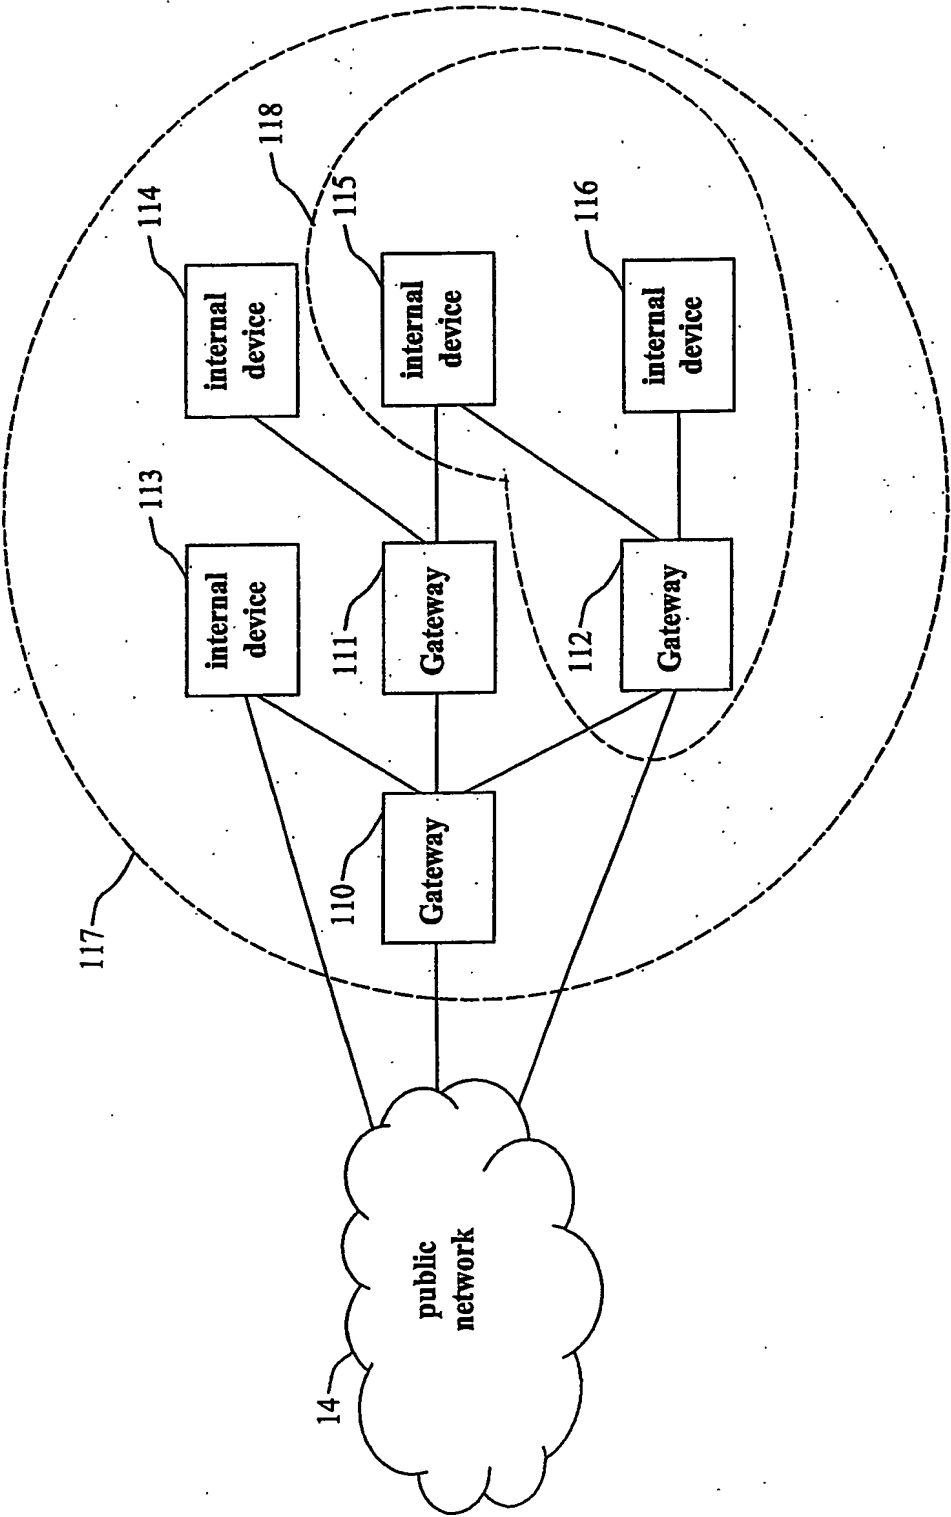 117
113
internal
device
114
internal
device
118
14
public
network
110
Gateway
111
Gateway
115
internal
device
112
Gateway
116
internal
device